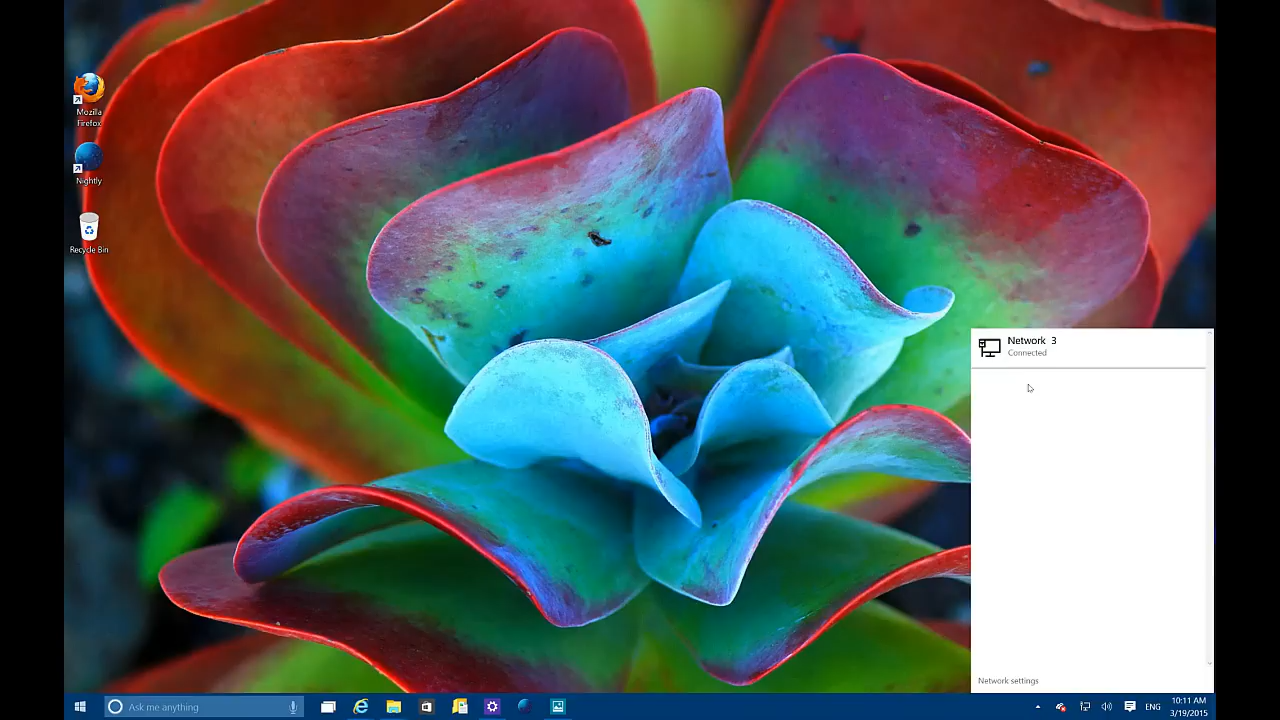 Mozilla
Firefox
Nightly
Recycle Bin
Network 3
Connected
Network settings
Ask me anything
ENG
10:11 AM
3/19/2015